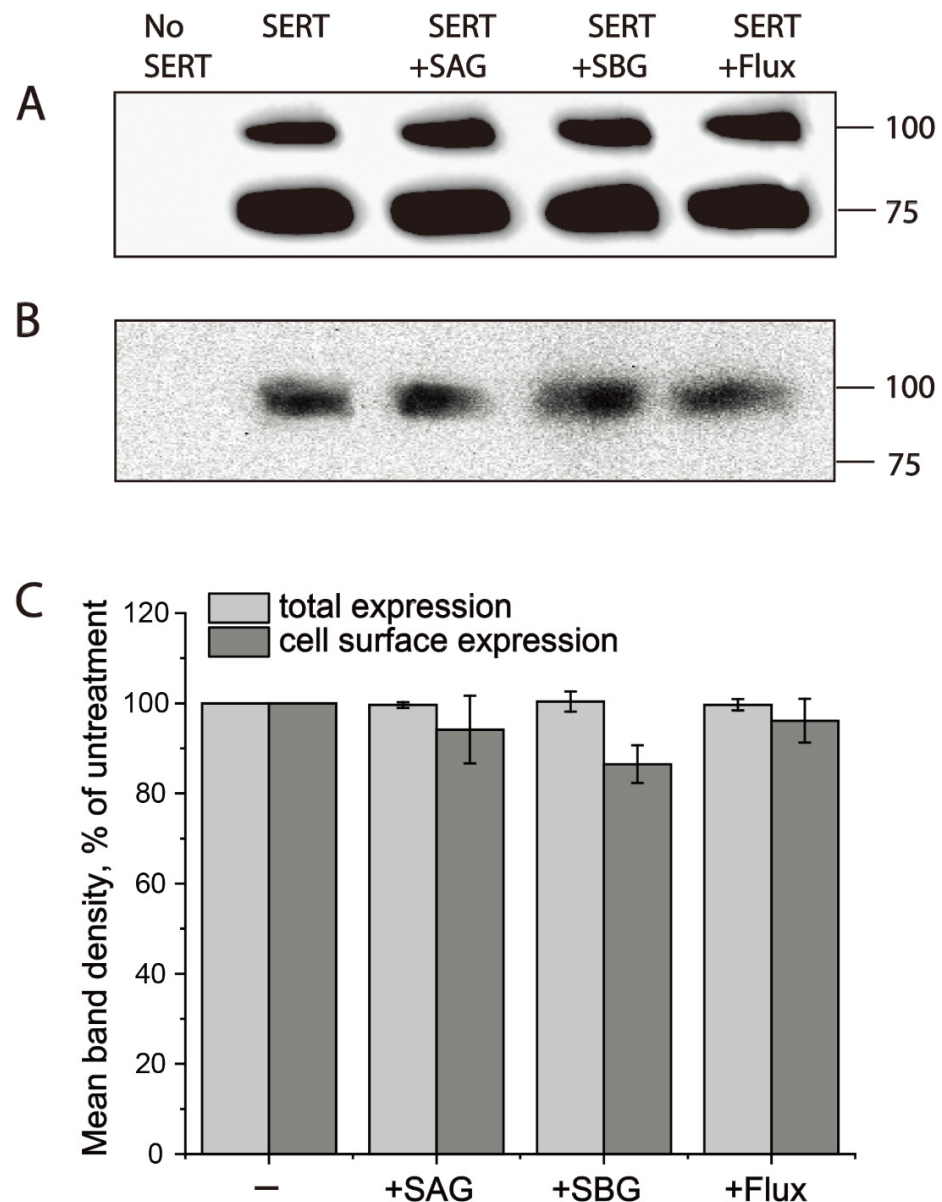 No SERT SERT SERT SERT
SERT +SAG +SBG +Flux
A
100
75
B
100
75
C
Mean band density, % of untreatment
120
100
80
60
40
20
0
total expression
cell surface expression
– +SAG +SBG +Flux